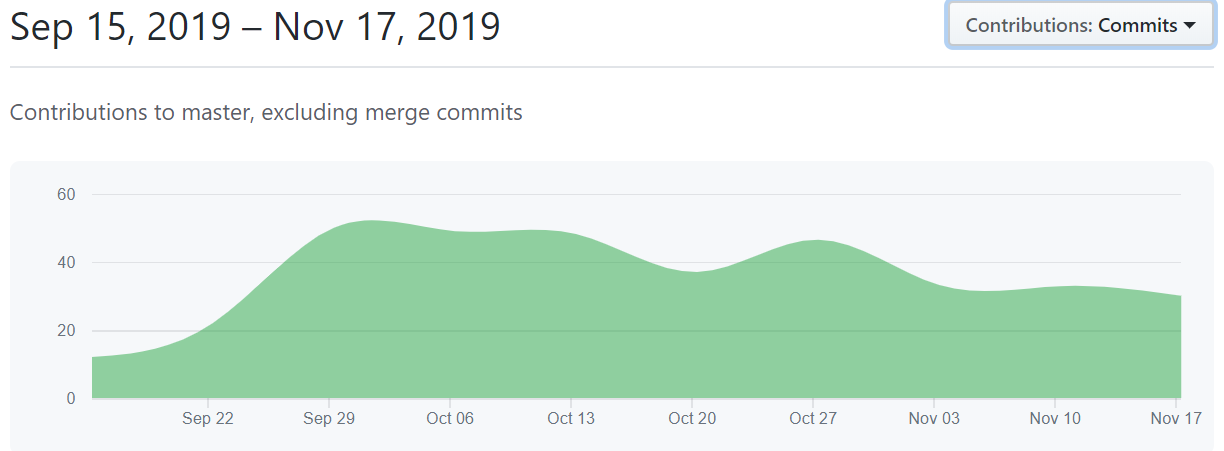 Sep 15, 2019 – Nov 17, 2019
Contributions: Commits
Contributions to master, excluding merge commits
60
40
20
0
Sep 22 Sep 29 Oct 06 Oct 13 Oct 20 Oct 27 Nov 03 Nov 10 Nov 17